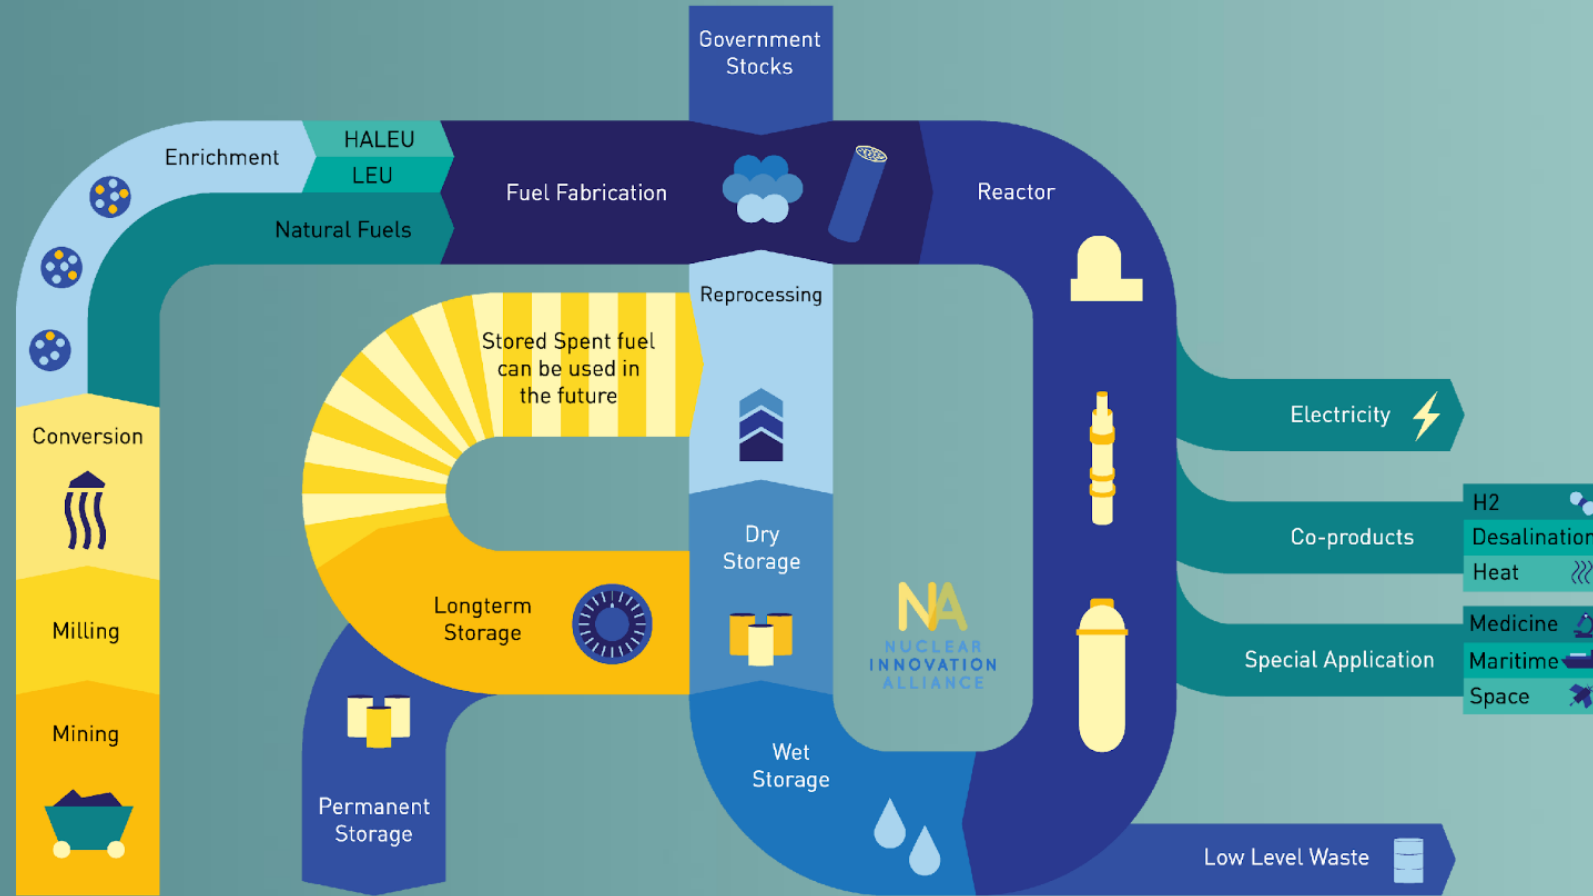 Government
Stocks
Enrichment
HALEU
LEU
Natural Fuels
Fuel Fabrication
Reactor
Reprocessing
Stored Spent fuel
can be used in
the future
Conversion
Electricity
Co-products
H2
Desalination
Heat
Dry
Storage
Longterm
Storage
NIA
NUCLEAR
INNOVATION
ALLIANCE
Milling
Medicine
Special Application
Maritime
Space
Mining
Wet
Storage
Permanent
Storage
Low Level Waste